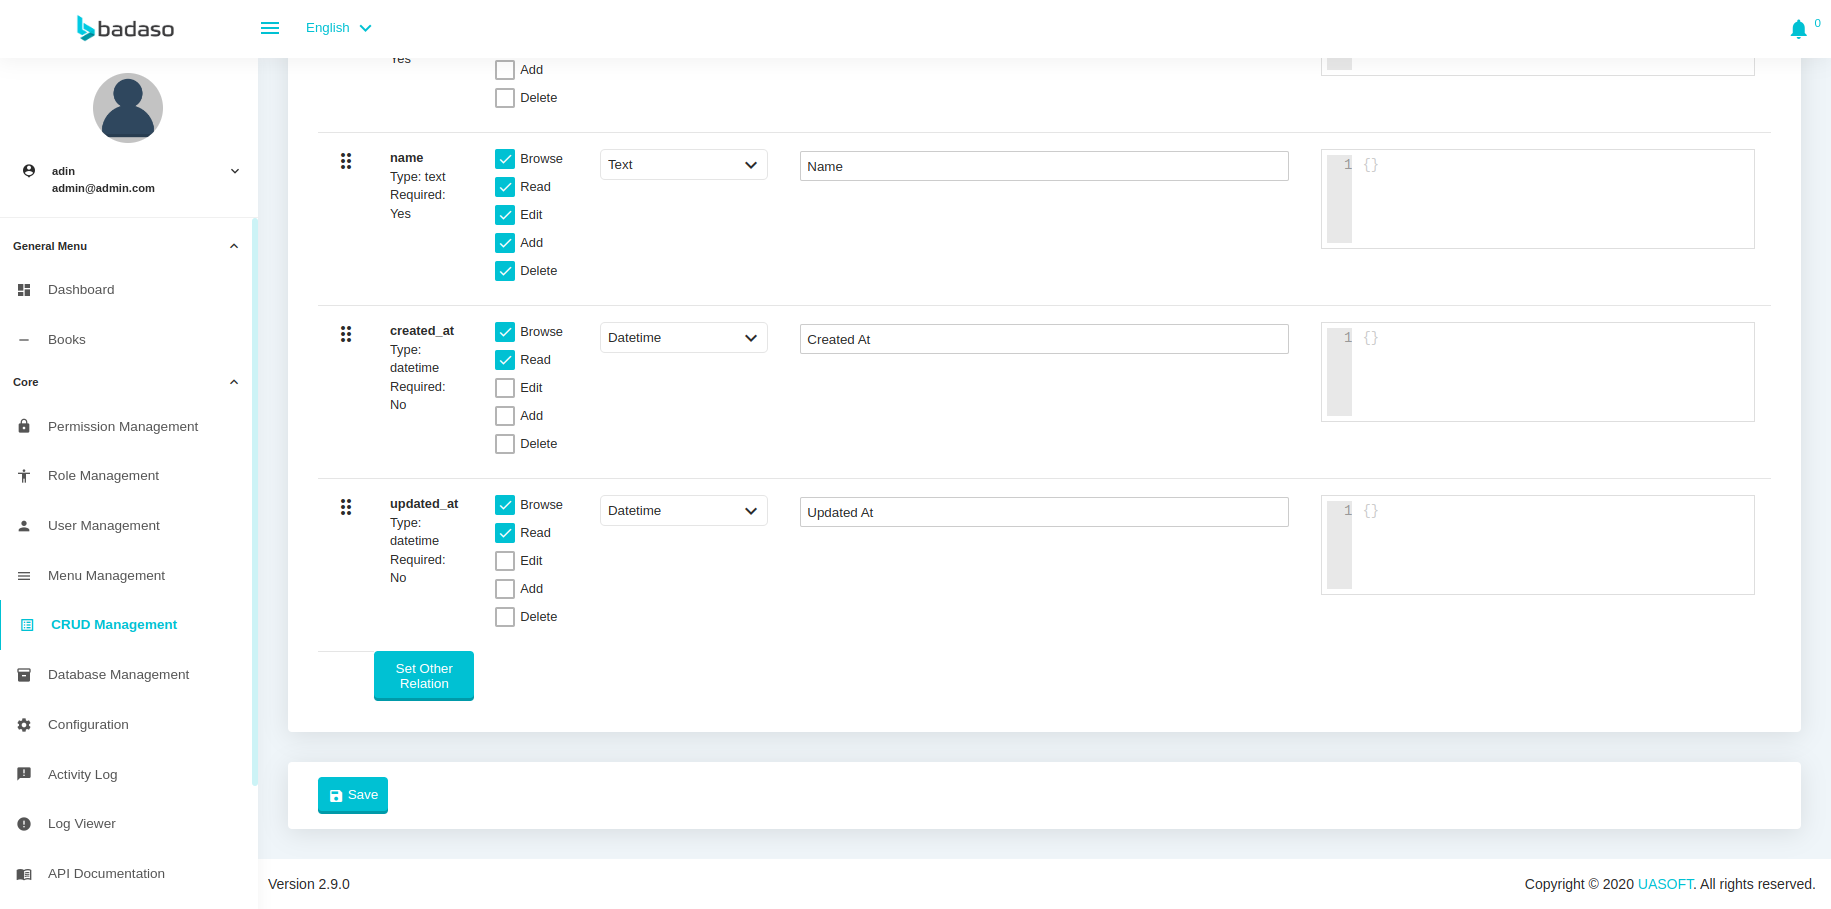 badaso
English
0
adin
admin@admin.com
General Menu
Dashboard
Books
Core
Permission Management
Role Management
User Management
Menu Management
CRUD Management
Database Management
Configuration
Activity Log
Log Viewer
API Documentation
Yes
Add
Delete
name
Type: text
Required:
Yes
Browse
Read
Edit
Add
Delete
Text
Name
1 {}
created_at
Type:
datetime
Required:
No
Browse
Read
Edit
Add
Delete
Datetime
Created At
1 {}
updated_at
Type:
datetime
Required:
No
Browse
Read
Edit
Add
Delete
Datetime
Updated At
1 {}
Set Other
Relation
Save
Version 2.9.0
Copyright © 2020 UASOFT. All rights reserved.